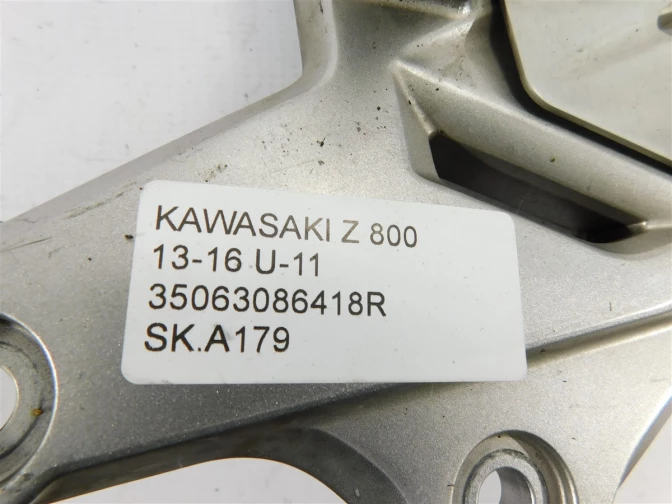 KAWASAKI Z 800
13-16 U-11
35063086418R
SK.A179